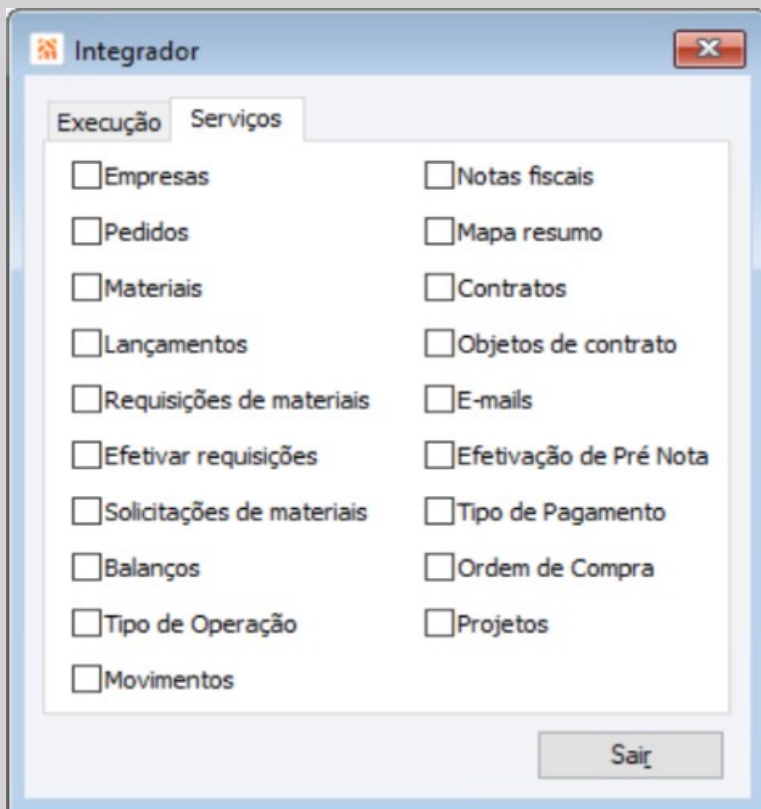 Integrador
Execução
Serviços
Empresas
Pedidos
Materiais
Lançamentos
Requisições de materiais
Efetivar requisições
Solicitações de materiais
Balanços
Tipo de Operação
Movimentos
Notas fiscais
Mapa resumo
Contratos
Objetos de contrato
E-mails
Efetivação de Pré Nota
Tipo de Pagamento
Ordem de Compra
Projetos
Sair